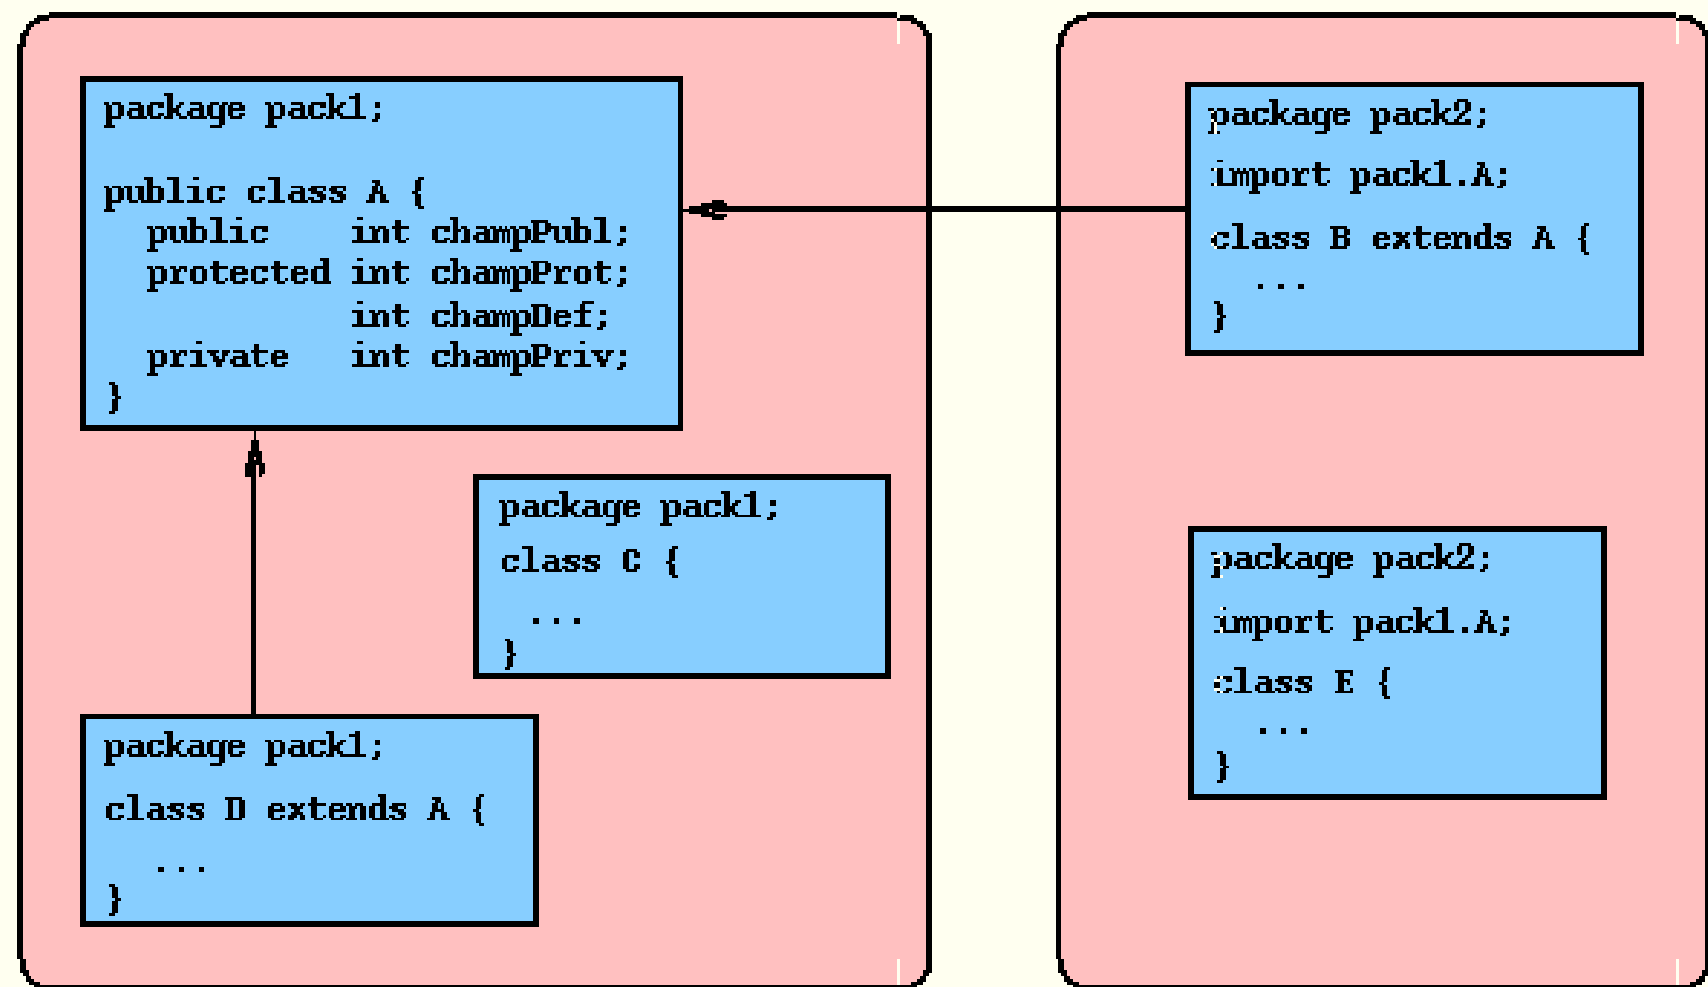 package pack1;
public class A {
public int champPubl;
protected int champProt;
int champDef;
private int champPriv;
}
package pack1;
class C {
...
}
package pack1;
class D extends A {
...
}
package pack2;
import pack1.A;
class B extends A {
...
}
package pack2;
import pack1.A;
class E {
...
}